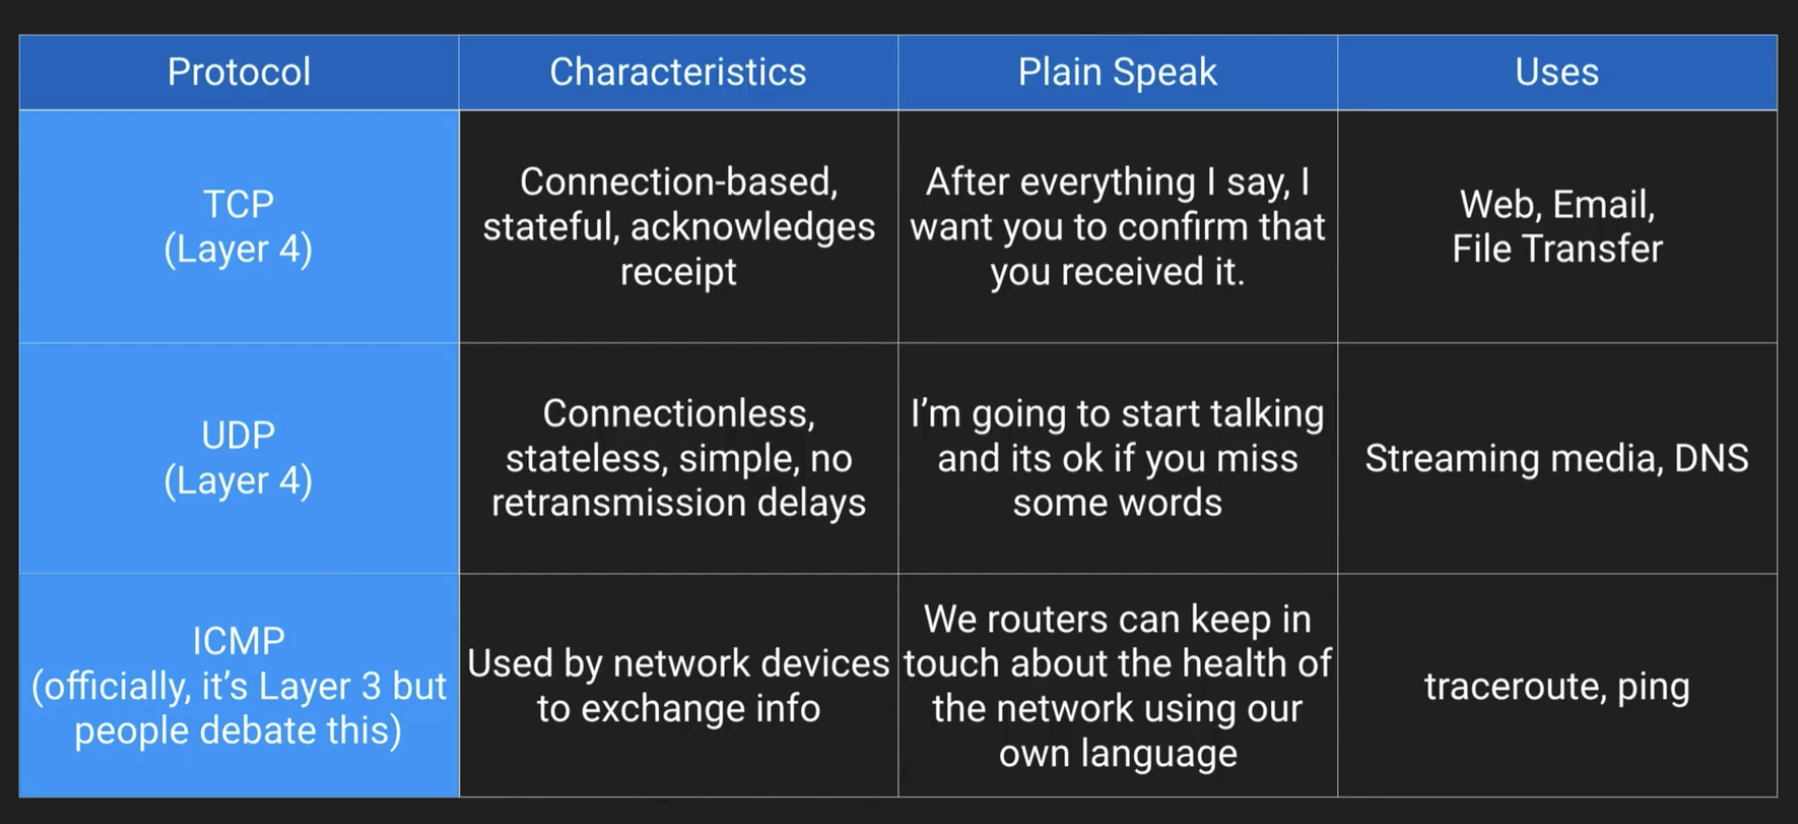 Protocol
Characteristics
Plain Speak
Uses
TCP
(Layer 4)
Connection-based,
stateful, acknowledges
receipt
After everything I say, I
want you to confirm that
you received it.
Web, Email,
File Transfer
UDP
(Layer 4)
Connectionless,
stateless, simple, no
retransmission delays
I'm going to start talking
and its ok if you miss
some words
Streaming media, DNS
ICMP
(officially, it's Layer 3 but
people debate this)
Used by network devices
to exchange info
We routers can keep in
touch about the health of
the network using our
own language
traceroute, ping